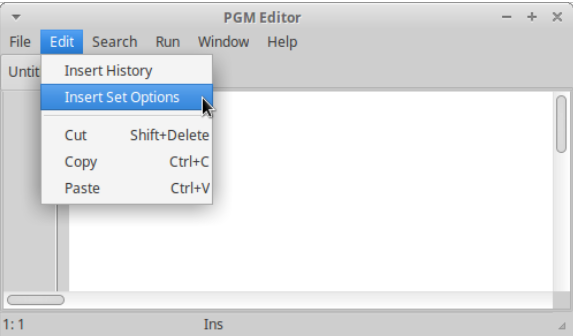 PGM Editor
File Edit Search Run Window Help
Untit
Insert History
Insert Set Options
Cut Shift+Delete
Copy Ctrl+C
Paste Ctrl+V
1: 1 Ins